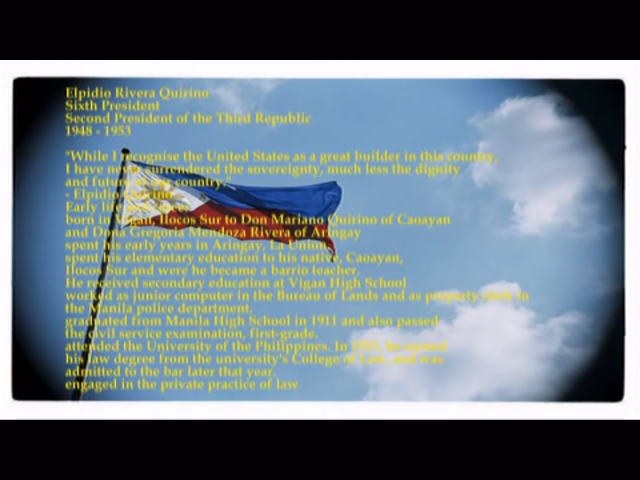 Elpidio Rivera Quirino
Sixth President
Second President of the Third Republic
1948 - 1953
"While I recognise the United States as a great builder in this country,
I have never surrendered the sovereignty, much less the dignity
and future of our country."
- Elpidio Quirino
Early life and
born in Vigan, Ilocos Sur to Don Mariano Quirino of Caoayan
and Doña Gregoria Mendoza Rivera of Aringay
spent his early years in Aringay, La Union
spent his elementary education to his native, Caoayan,
Ilocos Sur and were he became a barrio teacher.
He received secondary education at Vigan High School
worked as junior computer in the Bureau of Lands and as property clerk in
the Manila police department.
graduated from Manila High School in 1911 and also passed
the civil service examination, first-grade.
attended the University of the Philippines. In
his law degree from the university's College of Law, and was
admitted to the bar later that year.
engaged in the private practice of law